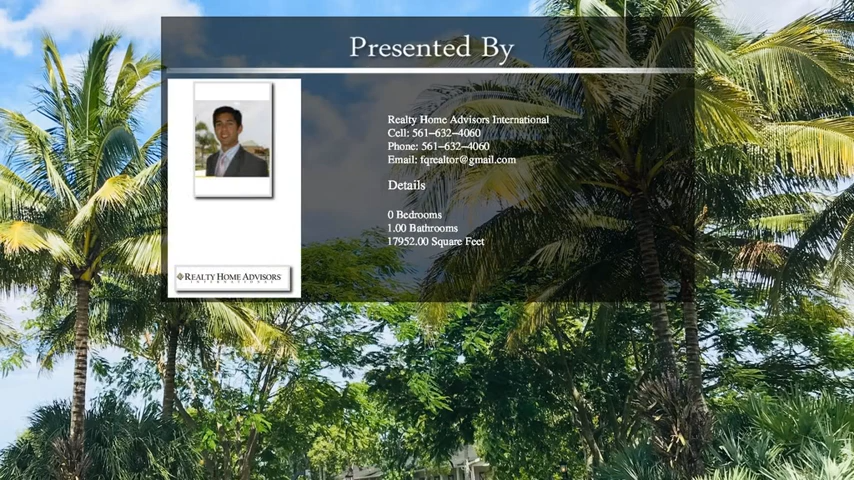 Presented By
Realty Home Advisors International
Cell: 561-632-4060
Phone: 561-632-4060
Email: fqrealtor@gmail.com
Details
0 Bedrooms
1.00 Bathrooms
17952.00 Square Feet
REALTY HOME ADVISORS
INTERNATIONAL